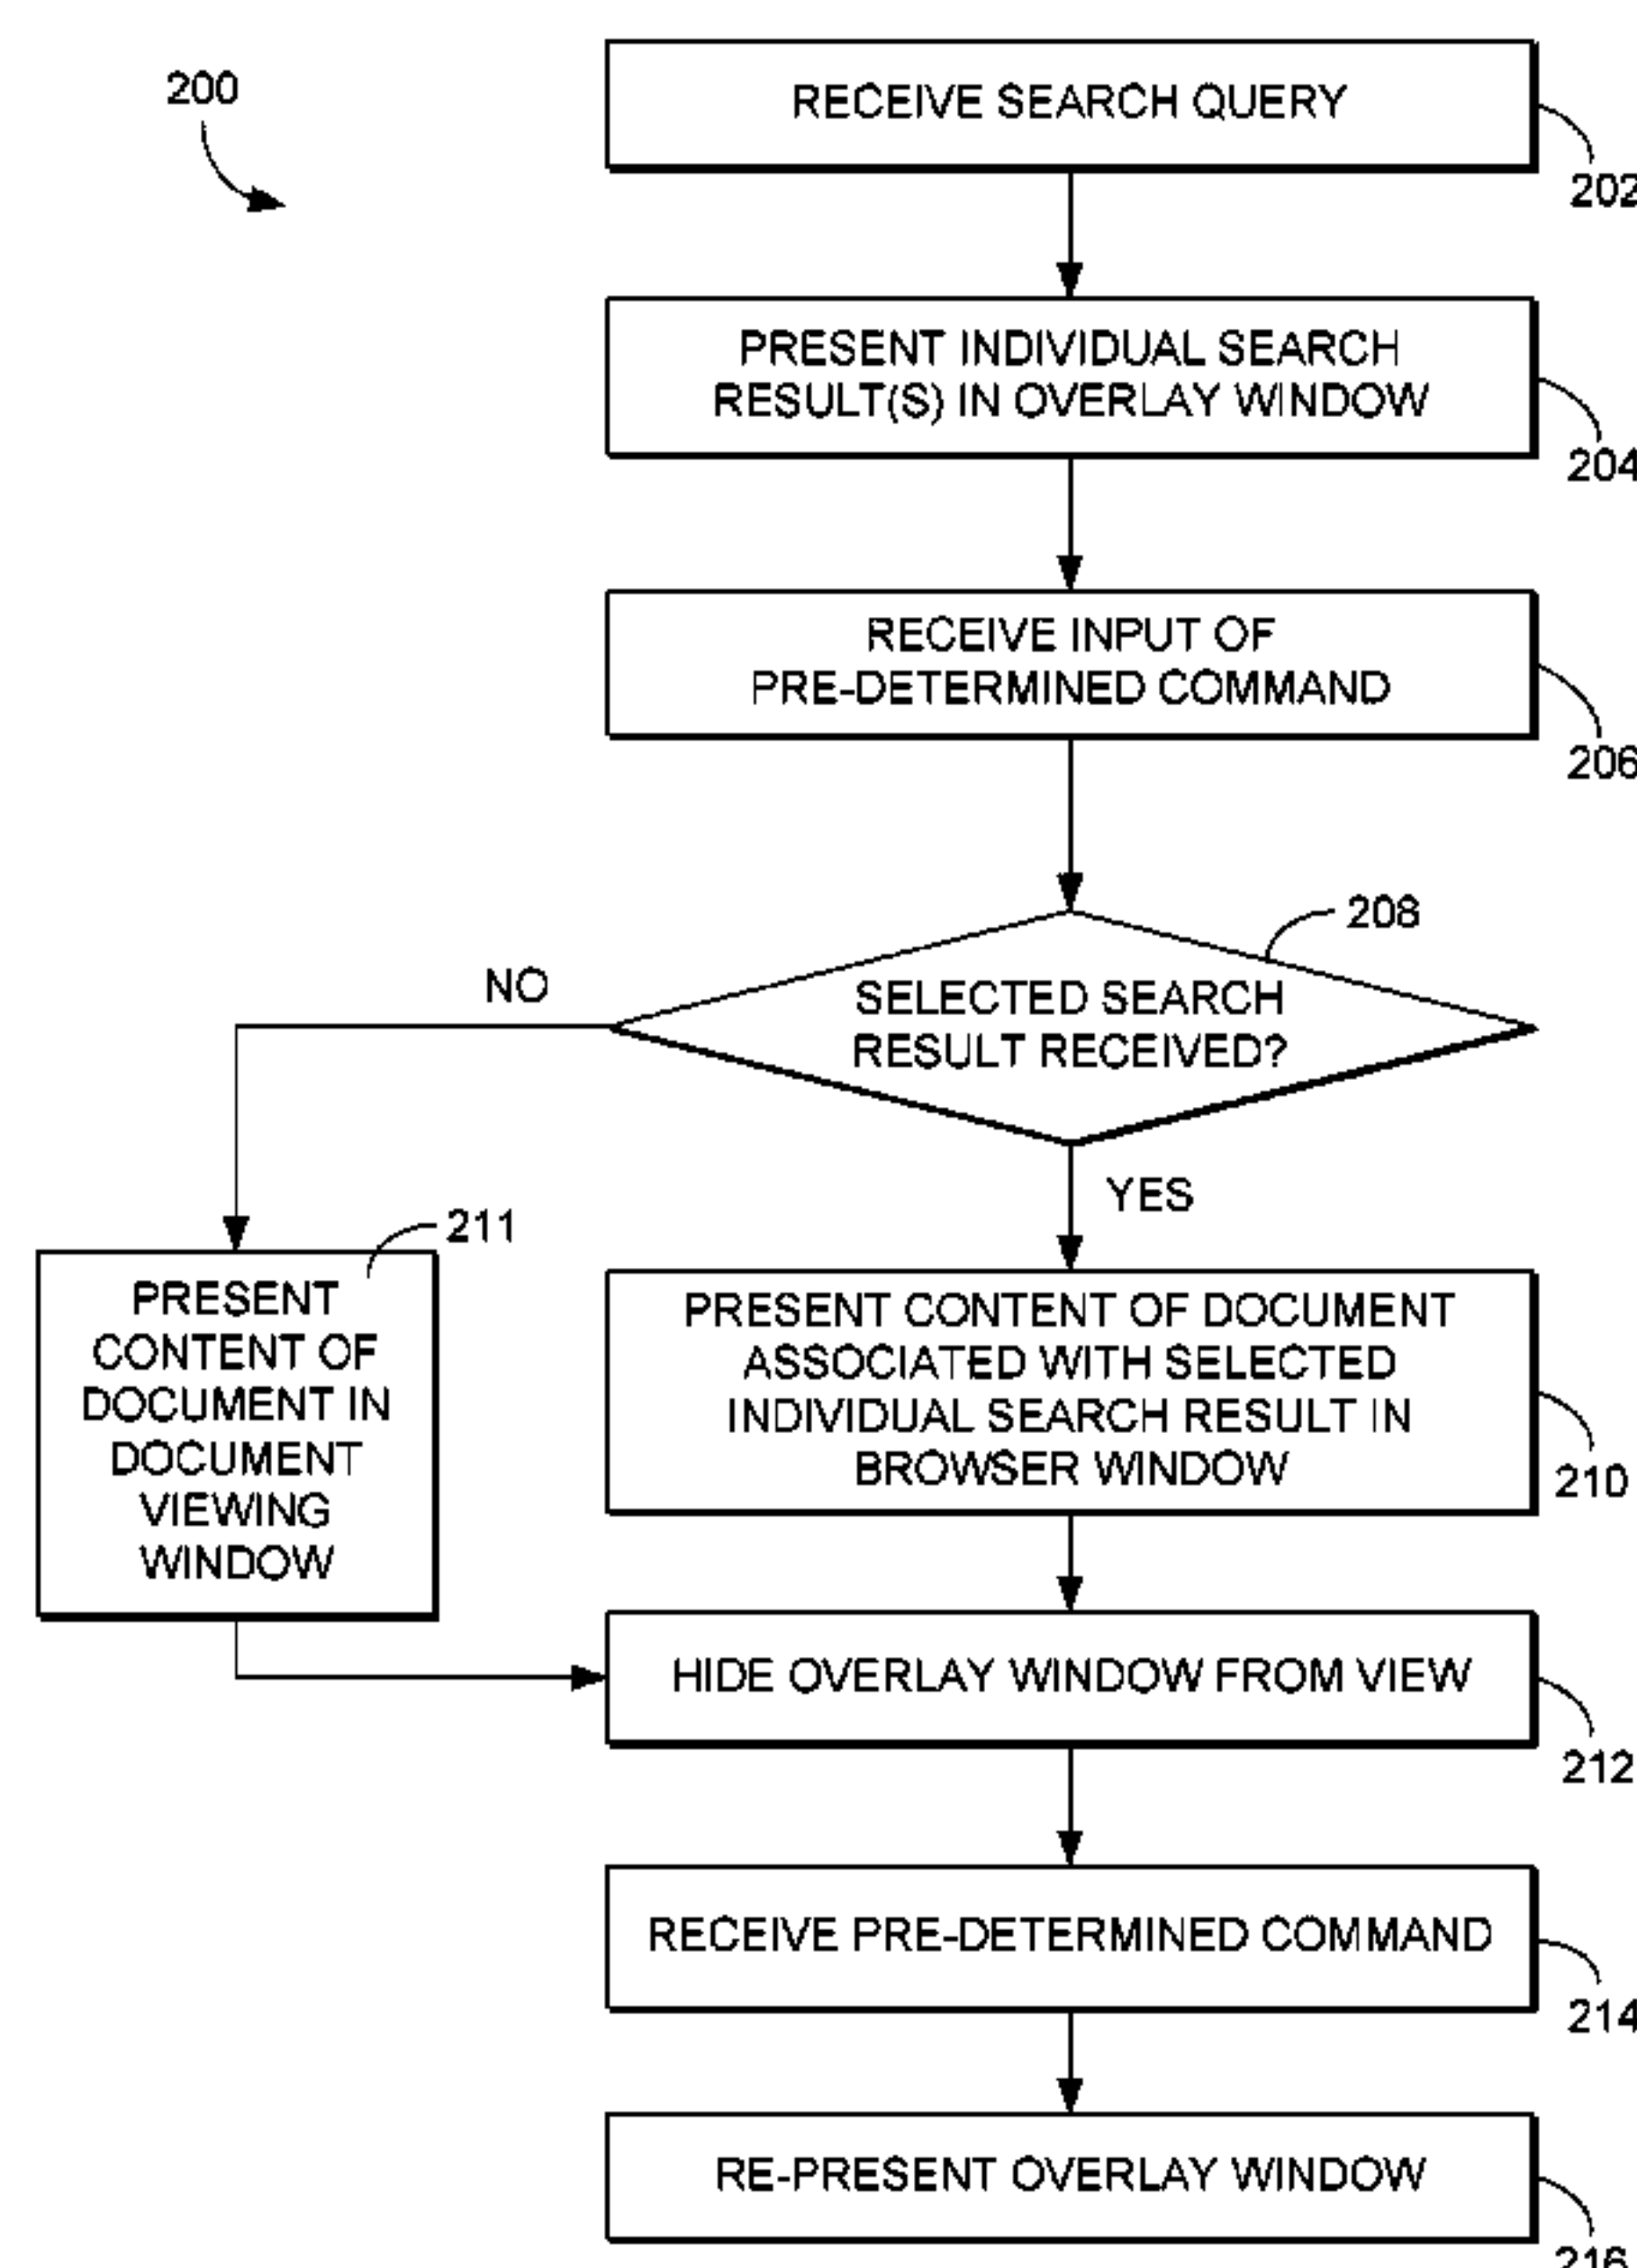 200
RECEIVE SEARCH QUERY
202
PRESENT INDIVIDUAL SEARCH
RESULT(S) IN OVERLAY WINDOW
204
RECEIVE INPUT OF
PRE-DETERMINED COMMAND
206
208
SELECTED SEARCH
RESULT RECEIVED?
NO
YES
211
PRESENT
CONTENT OF
DOCUMENT IN
DOCUMENT
VIEWING
WINDOW
PRESENT CONTENT OF DOCUMENT
ASSOCIATED WITH SELECTED
INDIVIDUAL SEARCH RESULT IN
BROWSER WINDOW
210
HIDE OVERLAY WINDOW FROM VIEW
212
RECEIVE PRE-DETERMINED COMMAND
214
RE-PRESENT OVERLAY WINDOW
216